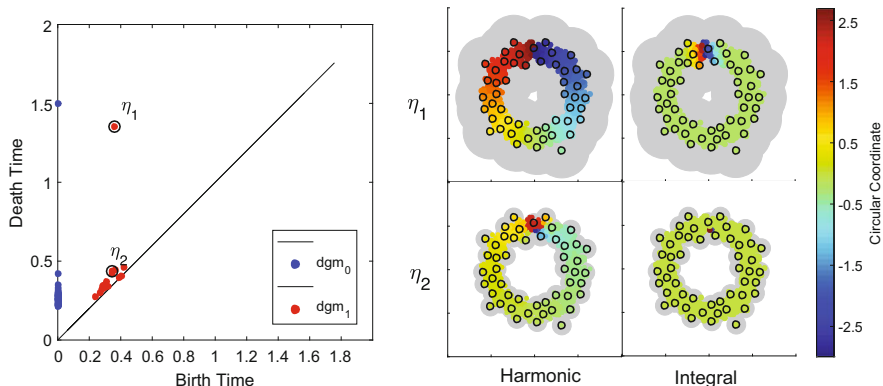 2
1.5
1
0.5
0
0 0.2 0.4 0.6 0.8 1 1.2 1.4 1.6 1.8
Death Time
Birth Time
η1
η2
dgm0
dgm1
η1
η2
Harmonic
Integral
2.5
1.5
0.5
-0.5
-1.5
-2.5
Circular Coordinate